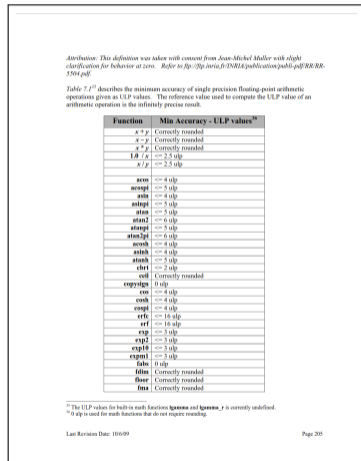 Attribution: This definition was taken with consent from Jean-Michel Muller with slight
clarification for behavior at zero. Refer to ftp://ftp.inria.fr/INRIA/publication/publi-pdf/RR/RR-
5504.pdf.
Table 7.1 describes the minimum accuracy of single precision floating-point arithmetic
operations given as ULP values. The reference value used to compute the ULP value of an
arithmetic operation is the infinitely precise result.
Function Min Accuracy - ULP values
x + y Correctly rounded
x - y Correctly rounded
x * y Correctly rounded
1.0 / x <= 2.5 ulp
x / y <= 2.5 ulp
acos <= 4 ulp
acospi <= 5 ulp
asin <= 4 ulp
asinpi <= 5 ulp
atan <= 5 ulp
atan2 <= 6 ulp
atanpi <= 5 ulp
atan2pi <= 6 ulp
acosh <= 4 ulp
asinh <= 4 ulp
atanh <= 5 ulp
cbrt <= 2 ulp
ceil Correctly rounded
copysign 0 ulp
cos <= 4 ulp
cosh <= 4 ulp
cospi <= 4 ulp
erfc <= 16 ulp
erf <= 16 ulp
exp <= 3 ulp
exp2 <= 3 ulp
exp10 <= 3 ulp
expm1 <= 3 ulp
fabs 0 ulp
fdim Correctly rounded
floor Correctly rounded
fma Correctly rounded
The ULP values for built-in math functions lgamma and lgamma_r is currently undefined.
0 ulp is used for math functions that do not require rounding.
Last Revision Date: 10/6/09 Page 205